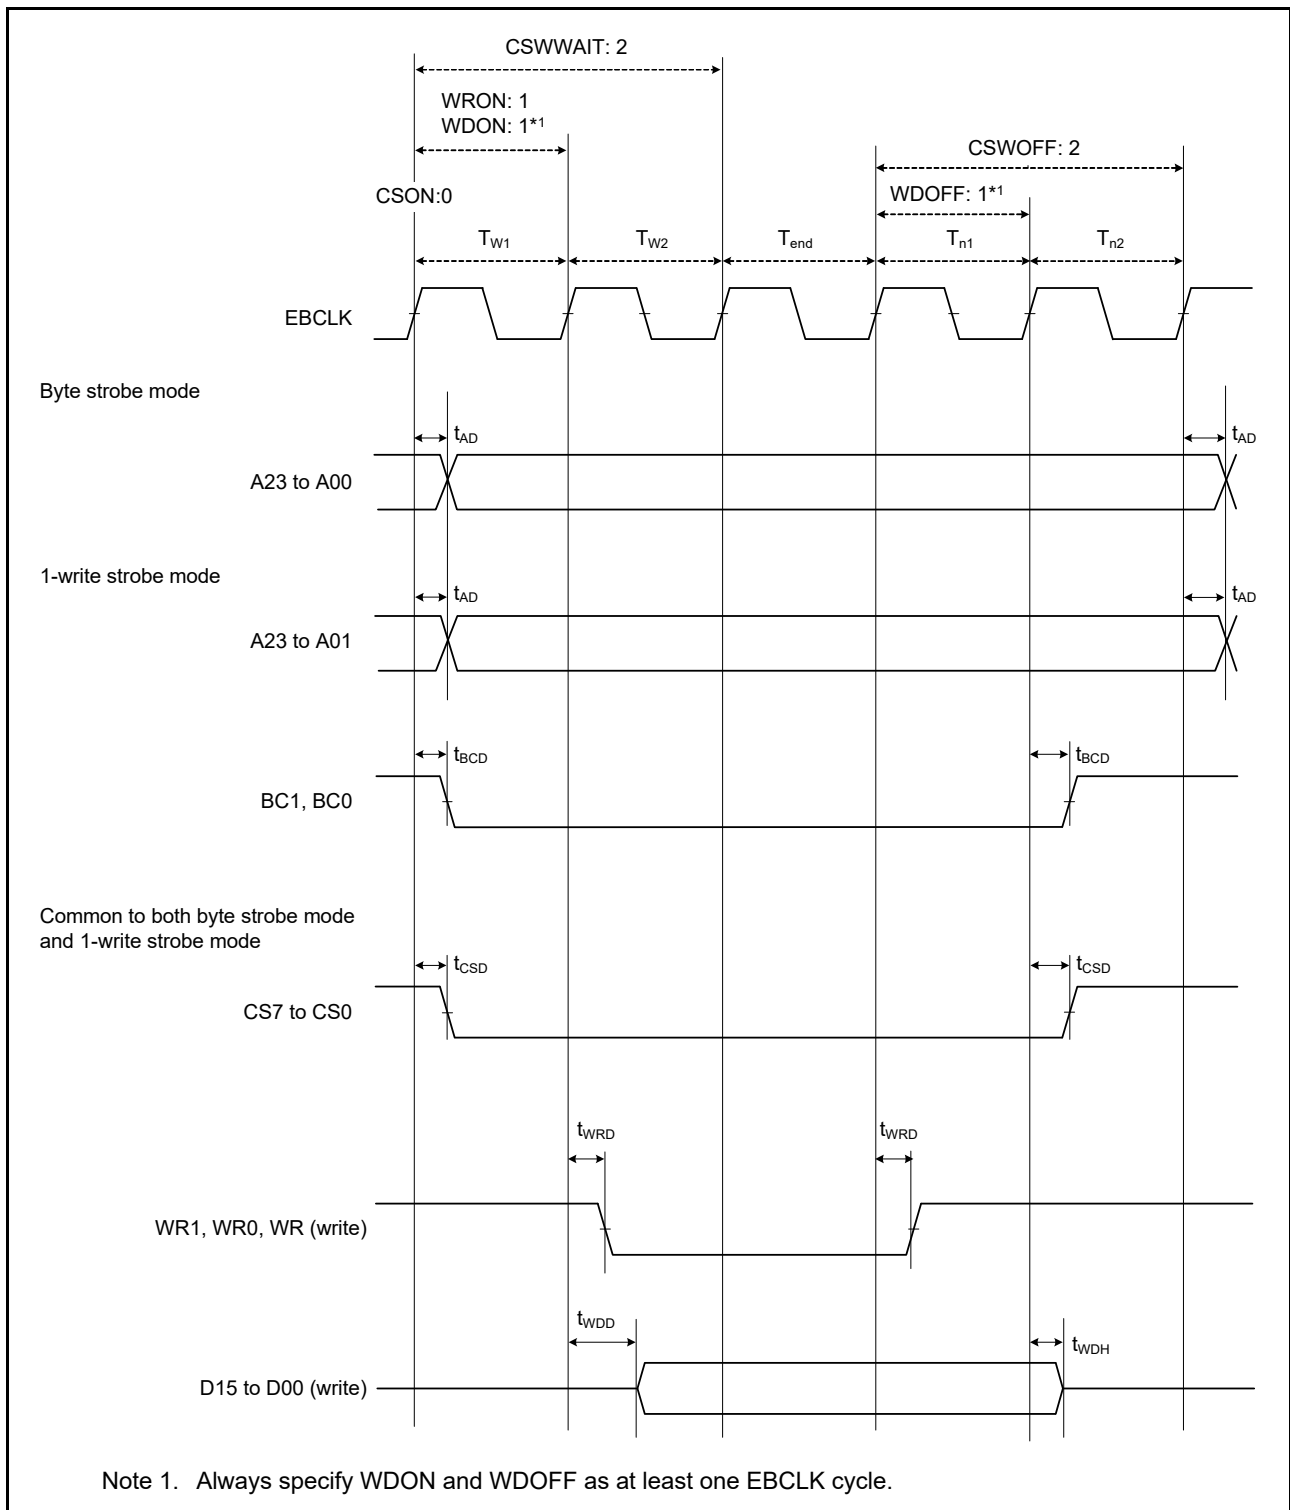 CSWWAIT: 2
WRON: 1
WDON: 1*1
CSWOFF: 2
CSON:0
WDOFF: 1*1
TW1 TW2 Tend Tn1 Tn2
EBCLK
Byte strobe mode
tAD tAD
A23 to A00
1-write strobe mode
tAD tAD
A23 to A01
tBCD tBCD
BC1, BC0
Common to both byte strobe mode
and 1-write strobe mode
tCSD tCSD
CS7 to CS0
tWRD tWRD
WR1, WR0, WR (write)
tWDD tWDH
D15 to D00 (write)
Note 1. Always specify WDON and WDOFF as at least one EBCLK cycle.